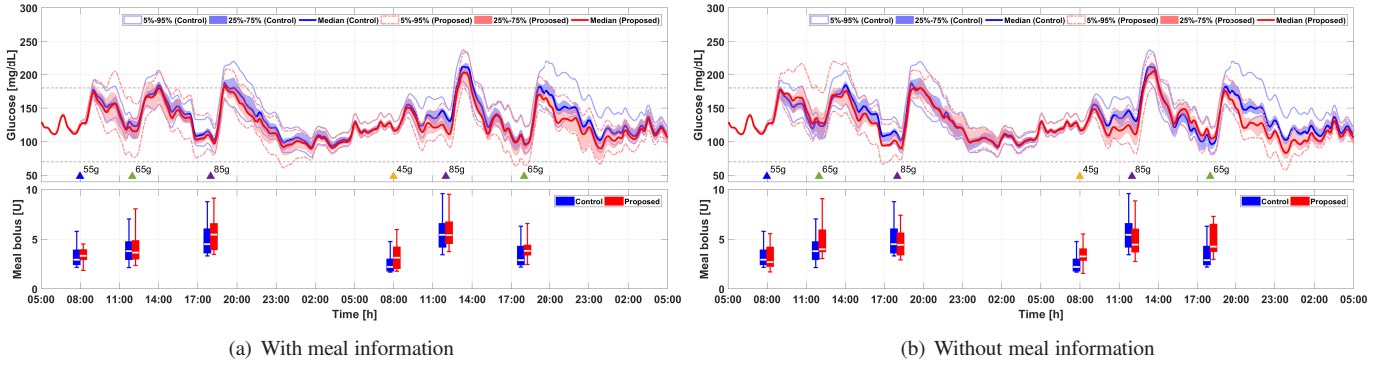 5%-95% (Control) 25%-75% (Control) Median (Control) 5%-95% (Proposed) 25%-75% (Proposed) Median (Proposed)
300
250
200
150
100
50
Glucose [mg/dL]
55g 65g 85g 45g 85g 65g
10
5
0
Meal bolus [U]
Control Proposed
05:00 08:00 11:00 14:00 17:00 20:00 23:00 02:00 05:00 08:00 11:00 14:00 17:00 20:00 23:00 02:00 05:00
Time [h]
(a) With meal information
5%-95% (Control) 25%-75% (Control) Median (Control) 5%-95% (Proposed) 25%-75% (Proposed) Median (Proposed)
300
250
200
150
100
50
Glucose [mg/dL]
55g 65g 85g 45g 85g 65g
10
5
0
Meal bolus [U]
Control Proposed
05:00 08:00 11:00 14:00 17:00 20:00 23:00 02:00 05:00 08:00 11:00 14:00 17:00 20:00 23:00 02:00 05:00
Time [h]
(b) Without meal information